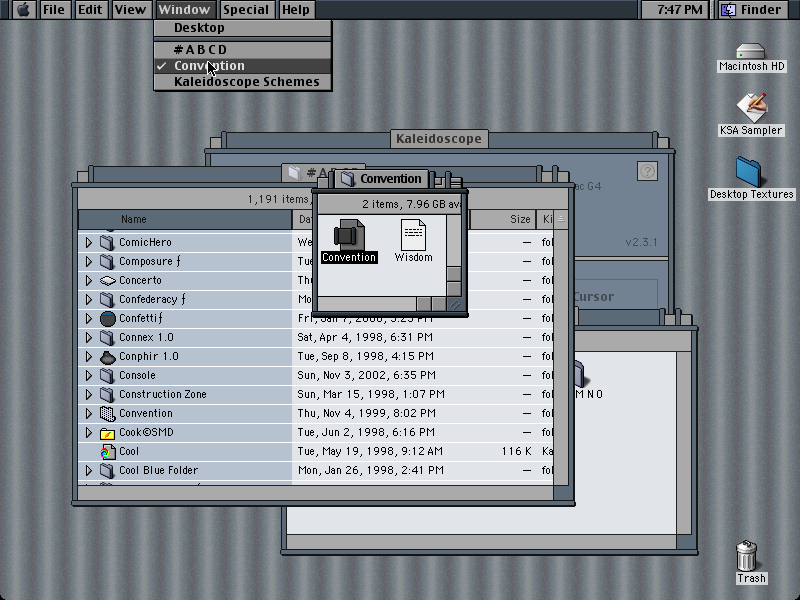 File Edit View Window Special Help 7:47 PM Finder
Desktop
#ABCD
Convention
Kaleidoscope Schemes
Macintosh HD
KSA Sampler
Desktop Textures
Trash
Kaleidoscope
ac G4
v2.3.1
Cursor
#ABCD
1,191 items,
Name Da Size Ki
ComicHero We — fol
Composure ƒ Tue — fol
Concerto Thu — fol
Confederacy ƒ Mo — fol
Confetti ƒ Fri, Jan 7, 2000, 5:25 PM — fol
Connex 1.0 Sat, Apr 4, 1998, 6:31 PM — fol
Conphir 1.0 Tue, Sep 8, 1998, 4:15 PM — fol
Console Sun, Nov 3, 2002, 6:35 PM — fol
Construction Zone Sun, Mar 15, 1998, 1:07 PM — fol
Convention Thu, Nov 4, 1999, 8:02 PM — fol
Cook©SMD Tue, Jun 2, 1998, 6:16 PM — fol
Cool Tue, May 19, 1998, 9:12 AM 116 K Ka
Cool Blue Folder Mon, Jan 26, 1998, 2:41 PM — fol
Convention
2 items, 7.96 GB ava
Convention
Wisdom
M N O